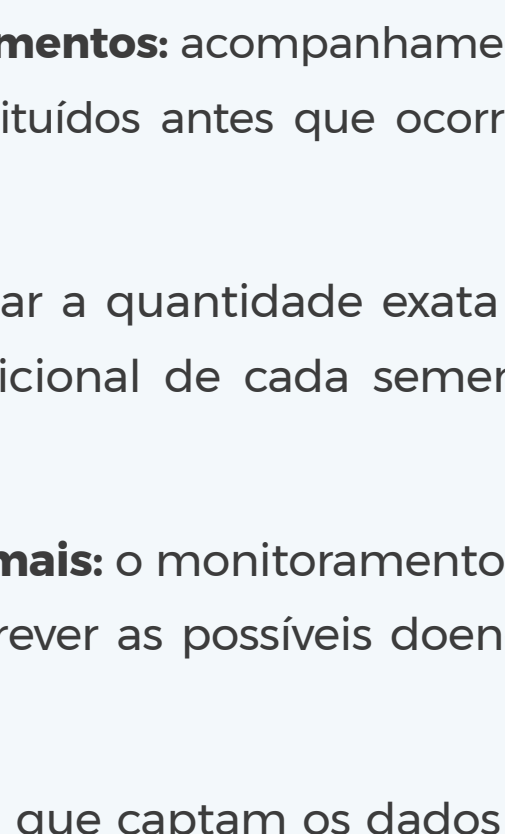 mentos: acompanhame
ituídos antes que ocorr
ar a quantidade exata
icional de cada semen
mais: o monitoramento
rever as possíveis doen
que captam os dados